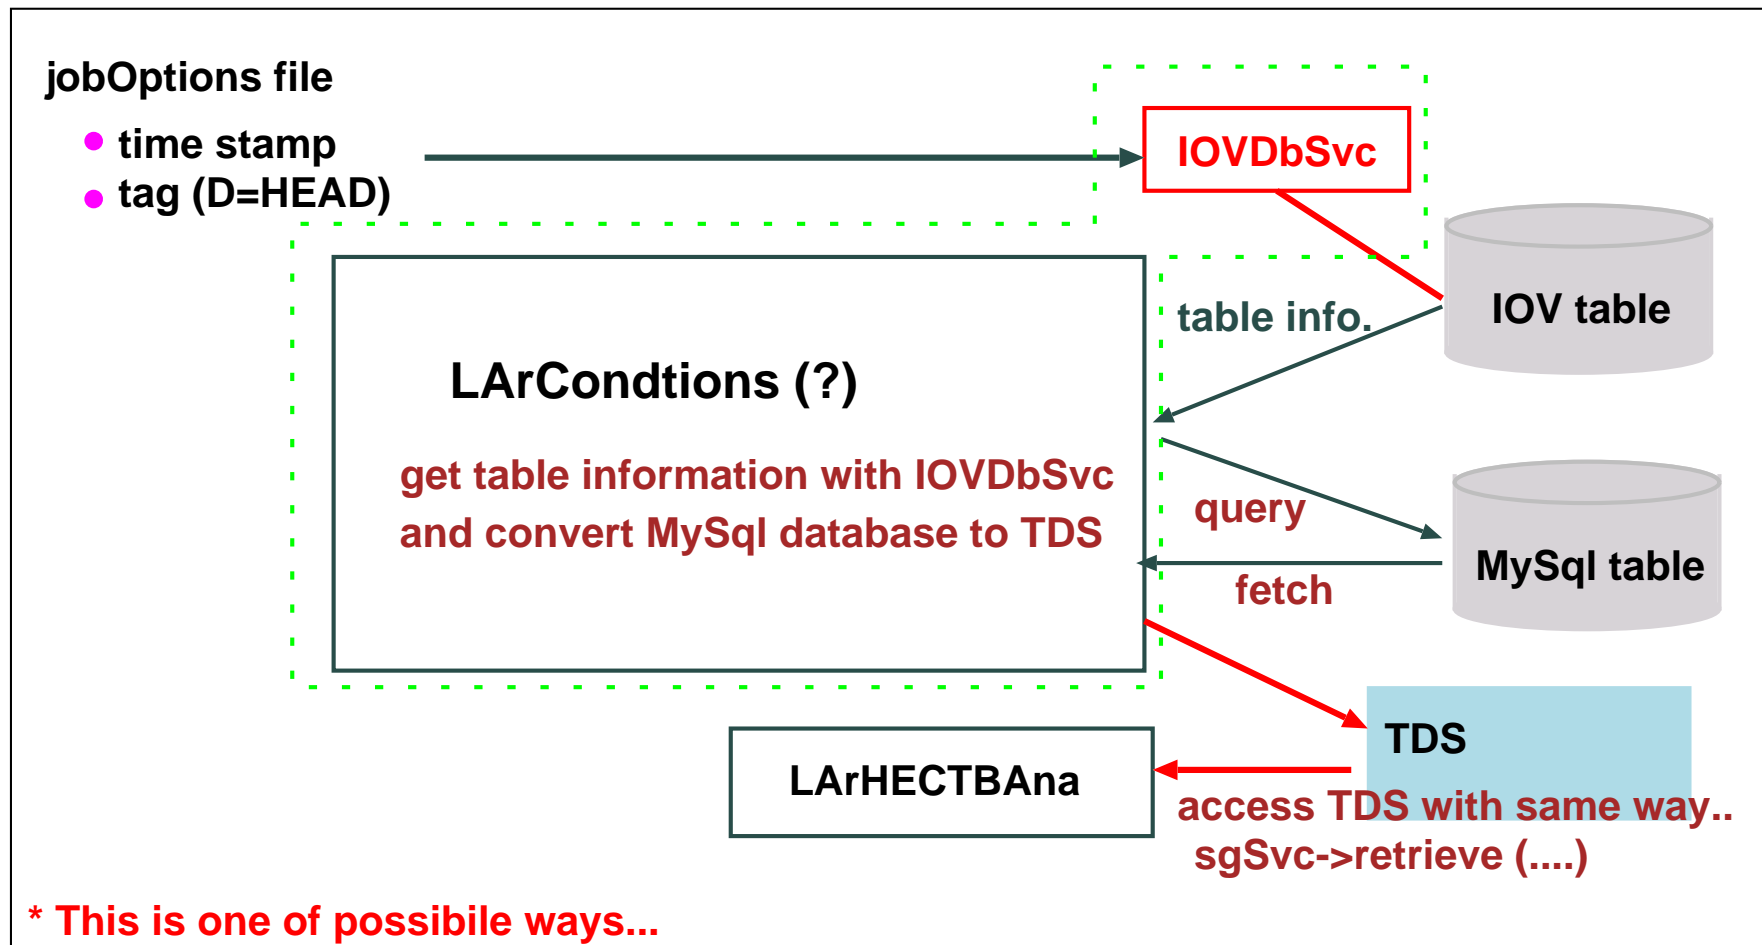 jobOptions file
time stamp
tag (D=HEAD)
IOVDbSvc
IOV table
table info.
LArCondtions (?)
get table information with IOVDbSvc
and convert MySql database to TDS
query
fetch
MySql table
TDS
LArHECTBAna
access TDS with same way..
sgSvc->retrieve (....)
* This is one of possibile ways...